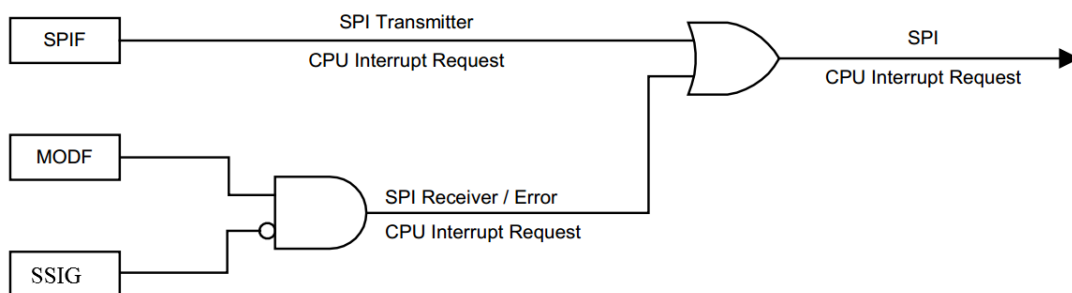 SPIF
SPI Transmitter
CPU Interrupt Request
SPI
CPU Interrupt Request
MODF
SPI Receiver / Error
CPU Interrupt Request
SSIG